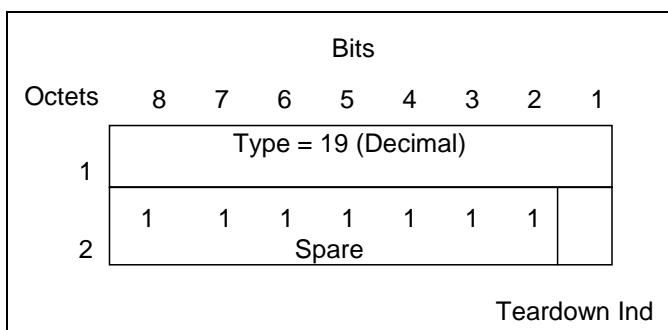 Bits
Octets 8 7 6 5 4 3 2 1
Type = 19 (Decimal)
1
1 1 1 1 1 1 1
2 Spare
Teardown Ind